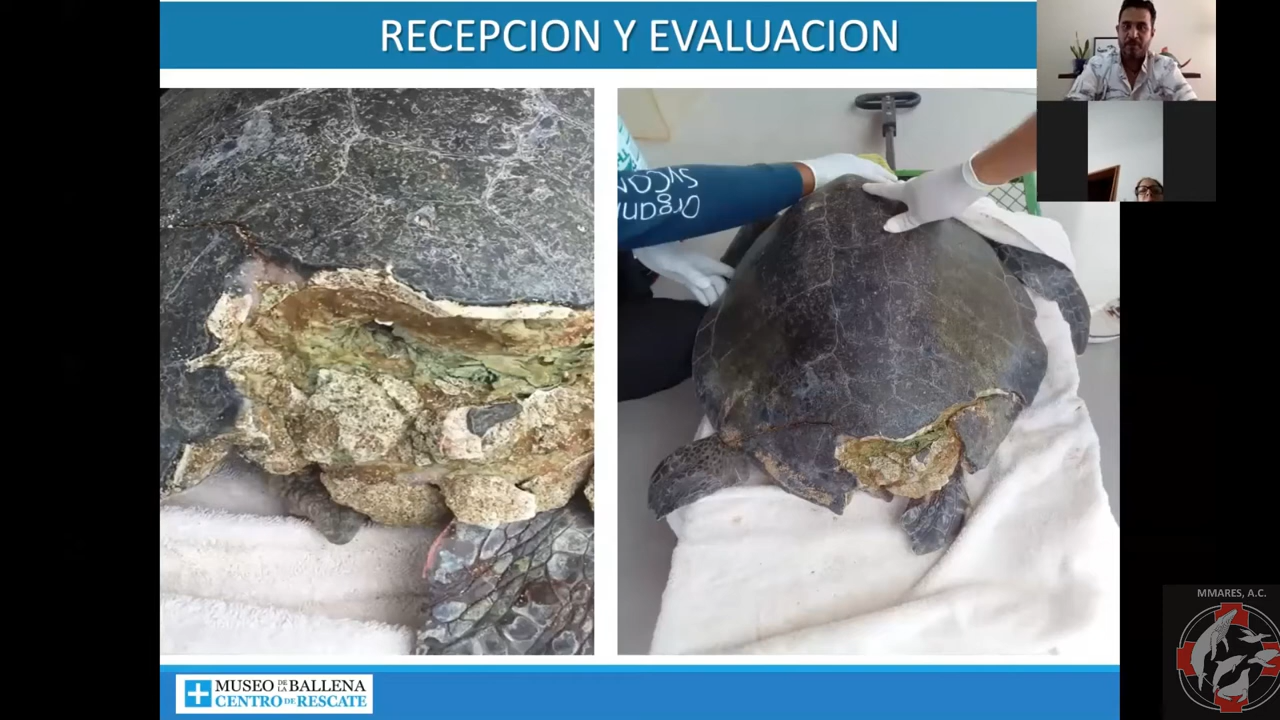 RECEPCION Y EVALUACION
MUSEO DE LA BALLENA
CENTRO DE RESCATE
MMARES, A.C.